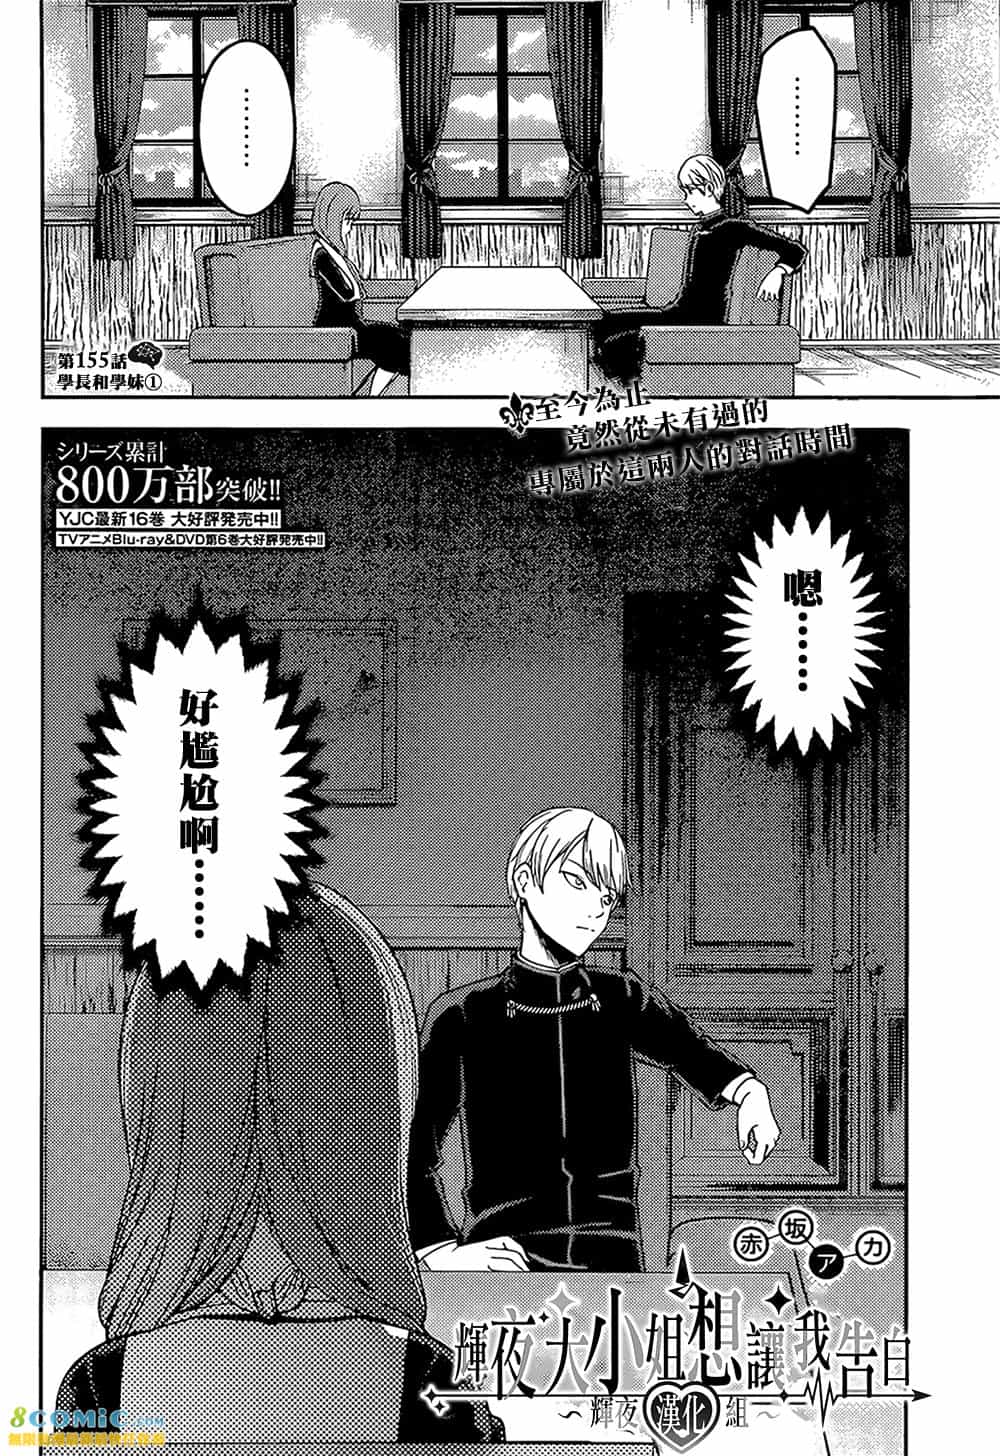 …………
…………
第155話
學長和學妹①
至今為止
竟然從未有過的
專屬於這兩人的對話時間
シリーズ累計
800万部突破!!
YJC最新16巻 大好評発売中!!
TVアニメBlu-ray&DVD第6巻大好評発売中!!
嗯………
好尷尬啊………
赤坂アカ
輝夜大小姐想讓我告白
～輝夜漢化組～
8comic.com